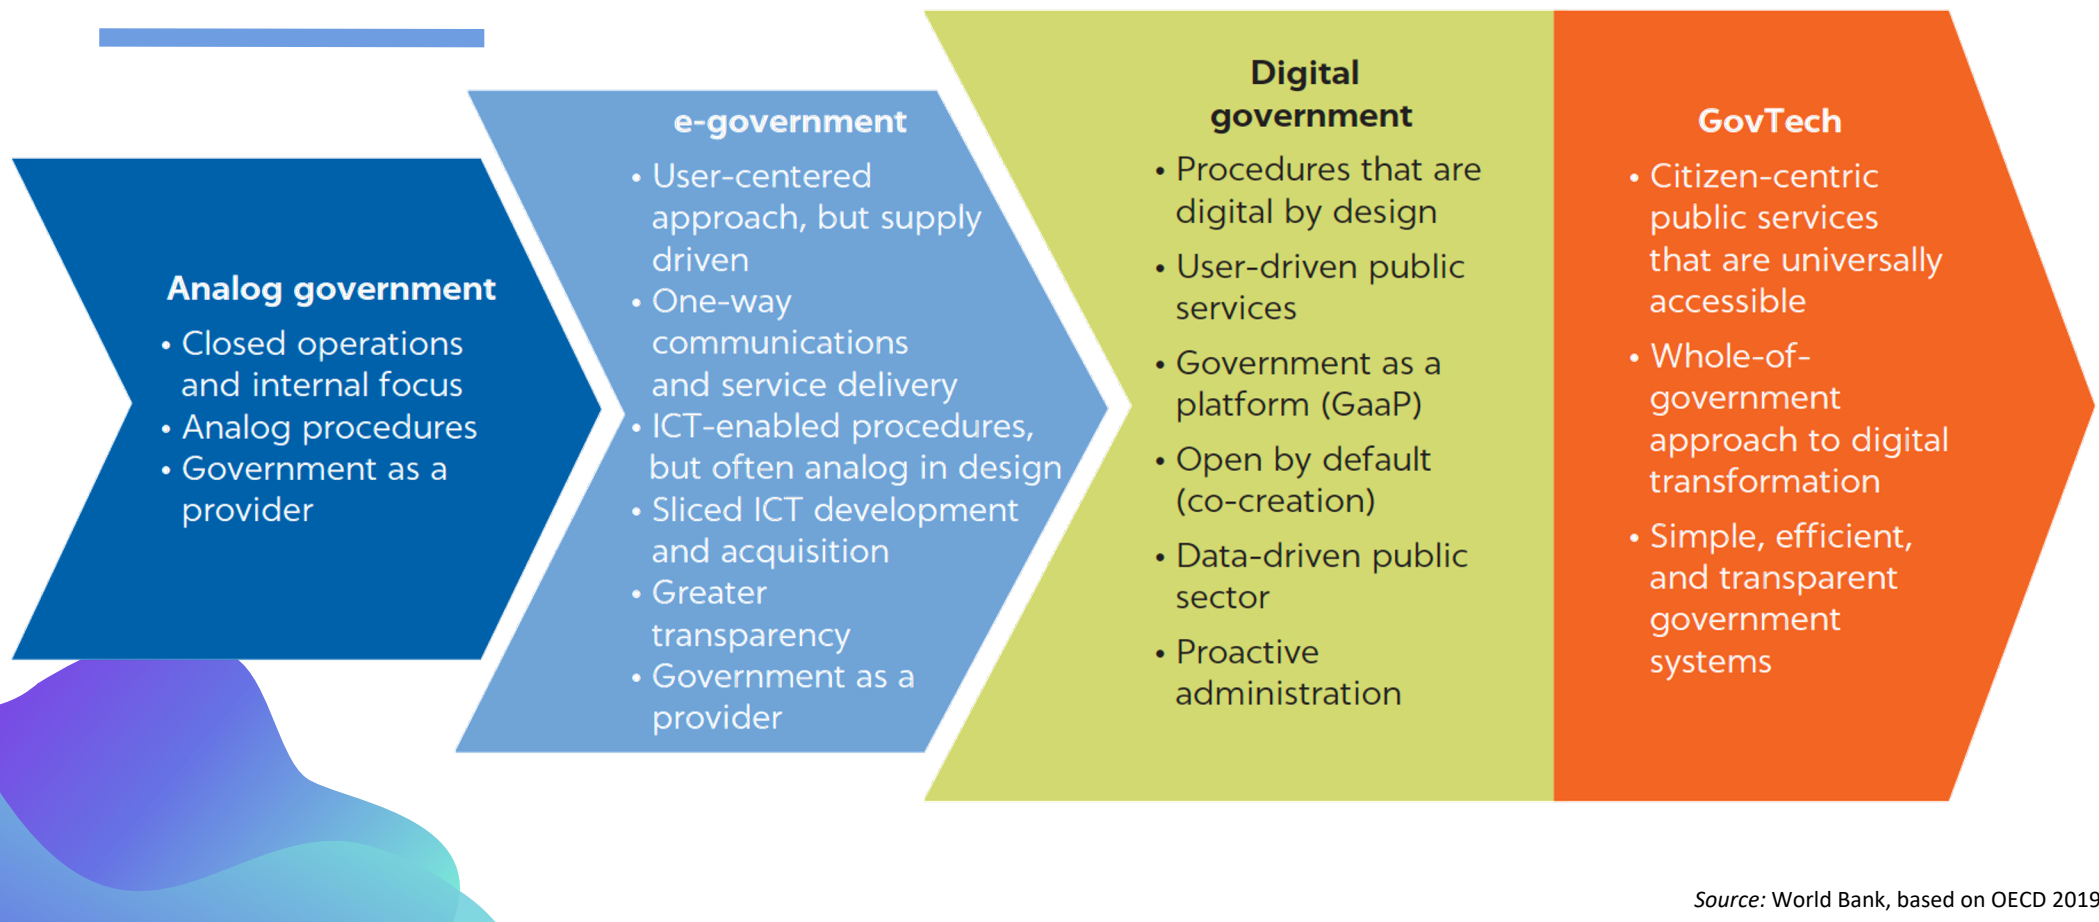 Analog government
• Closed operations
and internal focus
• Analog procedures
• Government as a
provider
e-government
• User-centered
approach, but supply
driven
• One-way
communications
and service delivery
• ICT-enabled procedures,
but often analog in design
• Sliced ICT development
and acquisition
• Greater
transparency
• Government as a
provider
Digital
government
• Procedures that are
digital by design
• User-driven public
services
• Government as a
platform (GaaP)
• Open by default
(co-creation)
• Data-driven public
sector
• Proactive
administration
GovTech
• Citizen-centric
public services
that are universally
accessible
• Whole-of-
government
approach to digital
transformation
• Simple, efficient,
and transparent
government
systems
Source: World Bank, based on OECD 2019